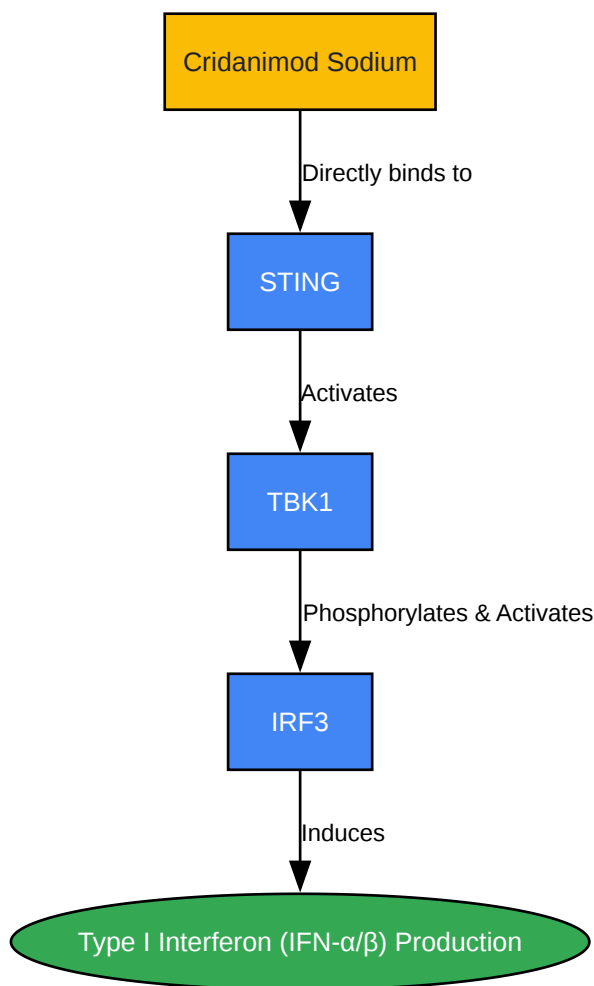 Cridanimod Sodium
Directly binds to
STING
Activates
TBK1
Phosphorylates & Activates
IRF3
Induces
Type I Interferon (IFN-α/β) Production